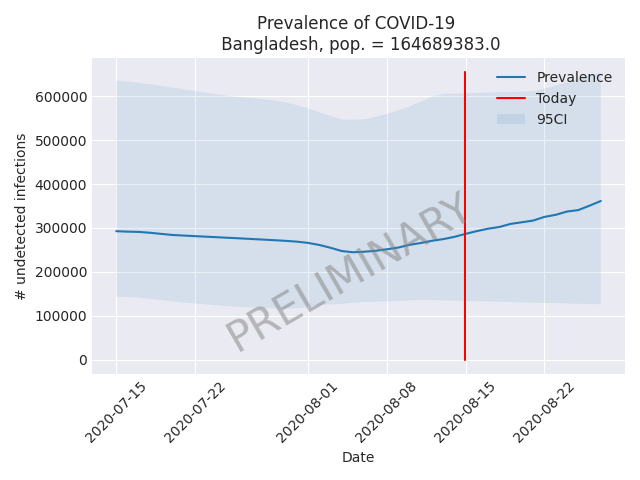 Prevalence of COVID-19
Bangladesh, pop. = 164689383.0
Prevalence
Today
95CI
600000
500000
400000
300000
200000
100000
0
# undetected infections
PRELIMINARY
2020-07-15
2020-07-22
2020-08-01
2020-08-08
2020-08-15
2020-08-22
Date